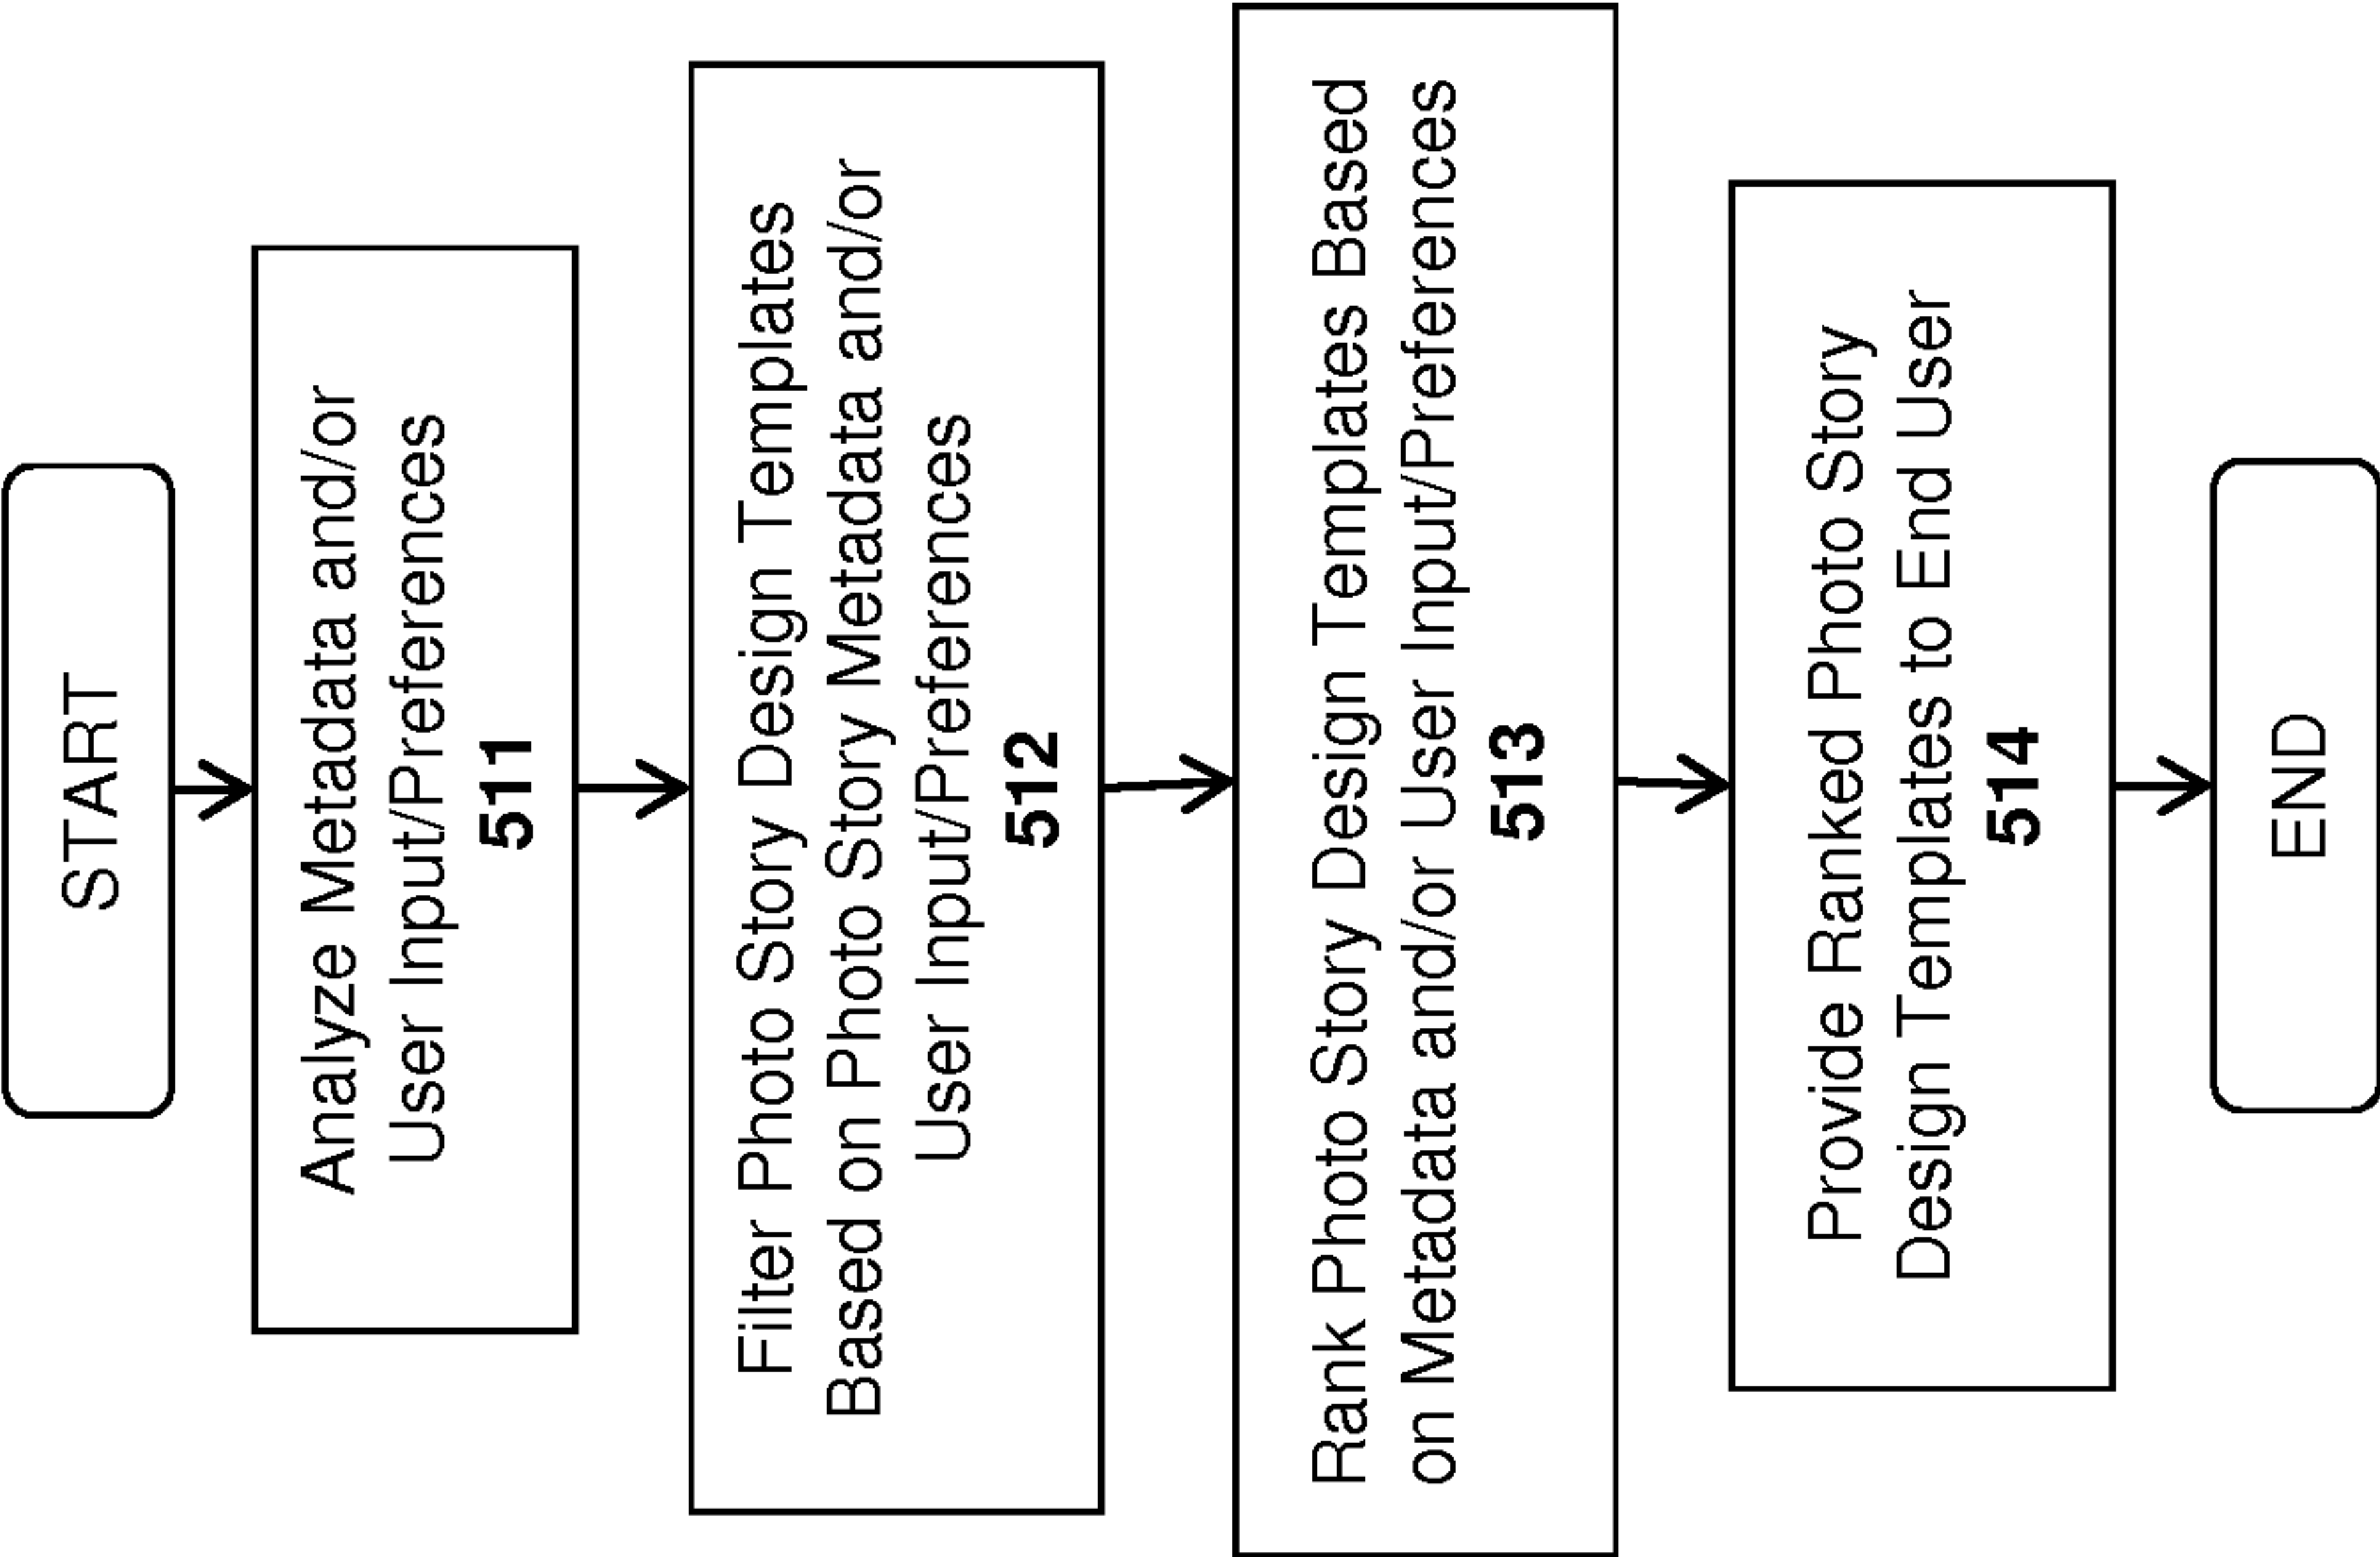 START
Analyze Metadata and/or
User Input/Preferences
511
Filter Photo Story Design Templates
Based on Photo Story Metadata and/or
User Input/Preferences
512
Rank Photo Story Design Templates Based
on Metadata and/or User Input/Preferences
513
Provide Ranked Photo Story
Design Templates to End User
514
END